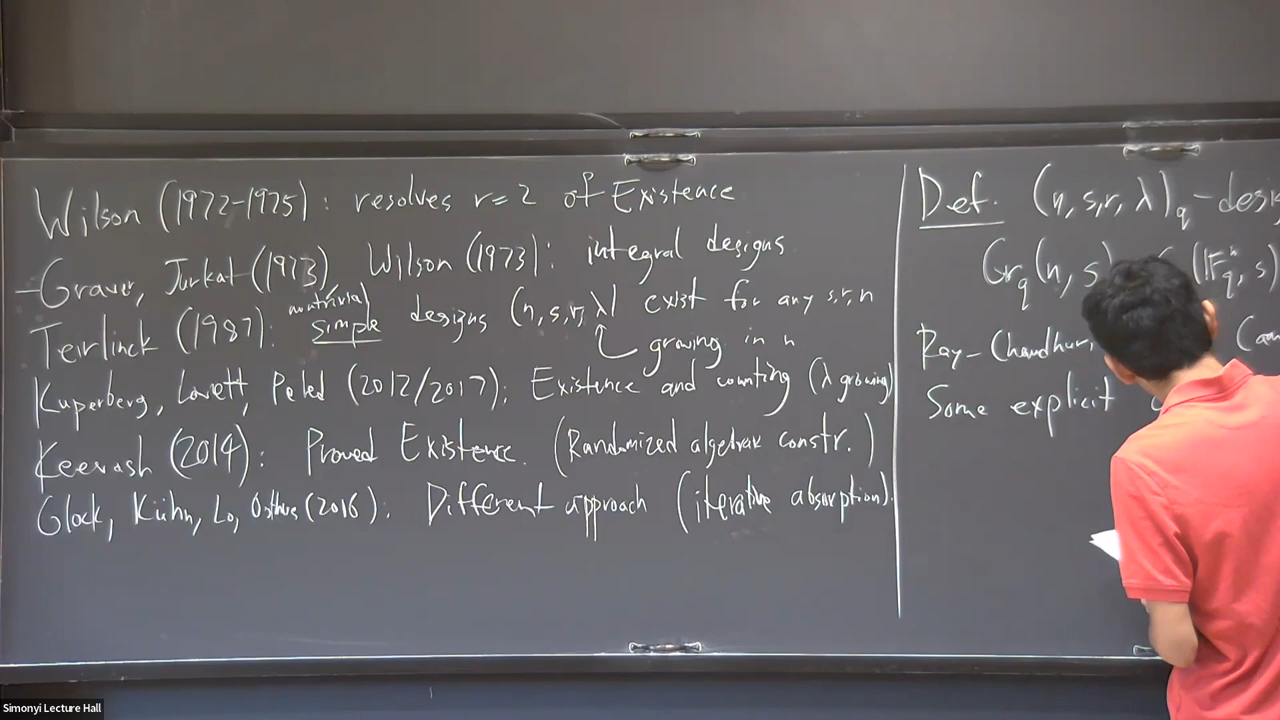 Wilson (1972-1975): resolves r=2 of Existence
- Graver, Jurkat (1973), Wilson (1973): integral designs
nontrivial
Teirlinck (1987): simple designs (n,s,r,λ) exist for any s,r,n
growing in n
Kuperberg, Lovett, Peled (2012/2017): Existence and counting (λ growing)
Keevash (2014): Proved Existence. (Randomized algebraic constr.)
Glock, Kühn, Lo, Osthus (2016): Different approach (iterative absorption).
Def. (n,s,r,λ)q-desi
Grq(n,s) (𝔽q^n, s)
Ray-Chaudhuri, Cam
Some explicit
Simonyi Lecture Hall